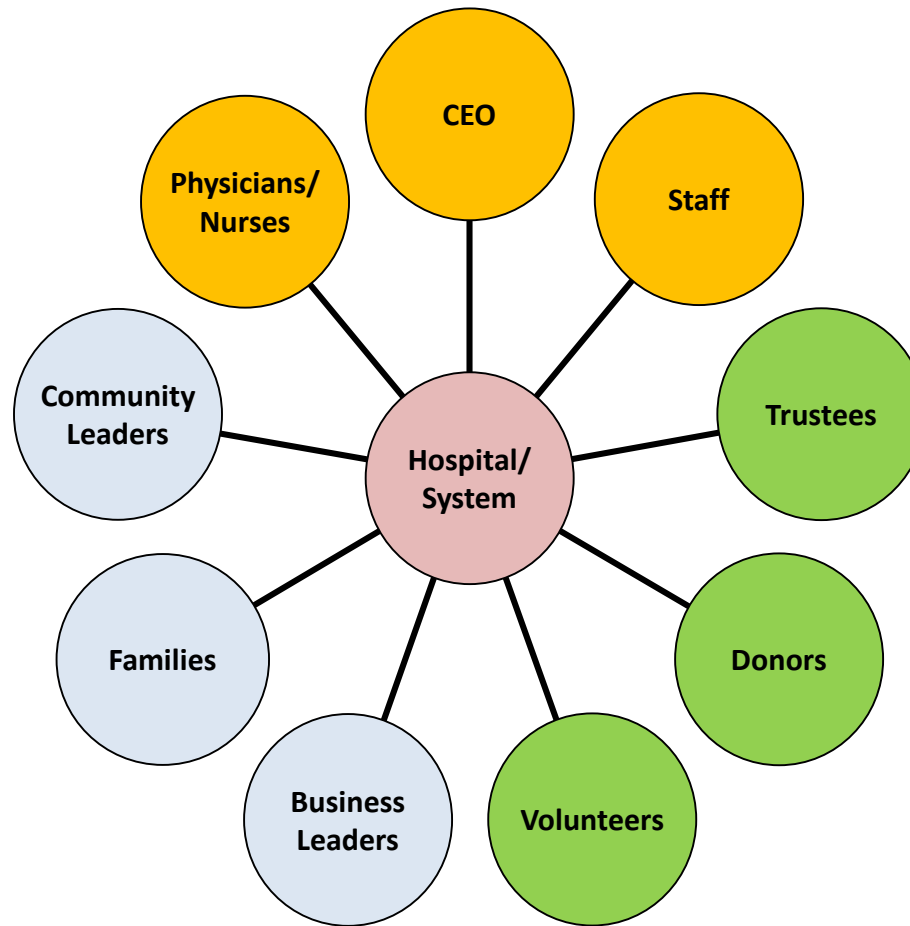 CEO
Physicians/
Nurses
Staff
Community
Leaders
Trustees
Hospital/
System
Families
Donors
Business
Leaders
Volunteers